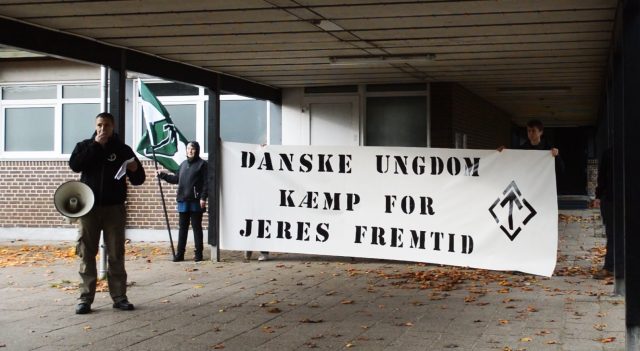 DANSKE UNGDOM
KÆMP FOR
JERES FREMTID